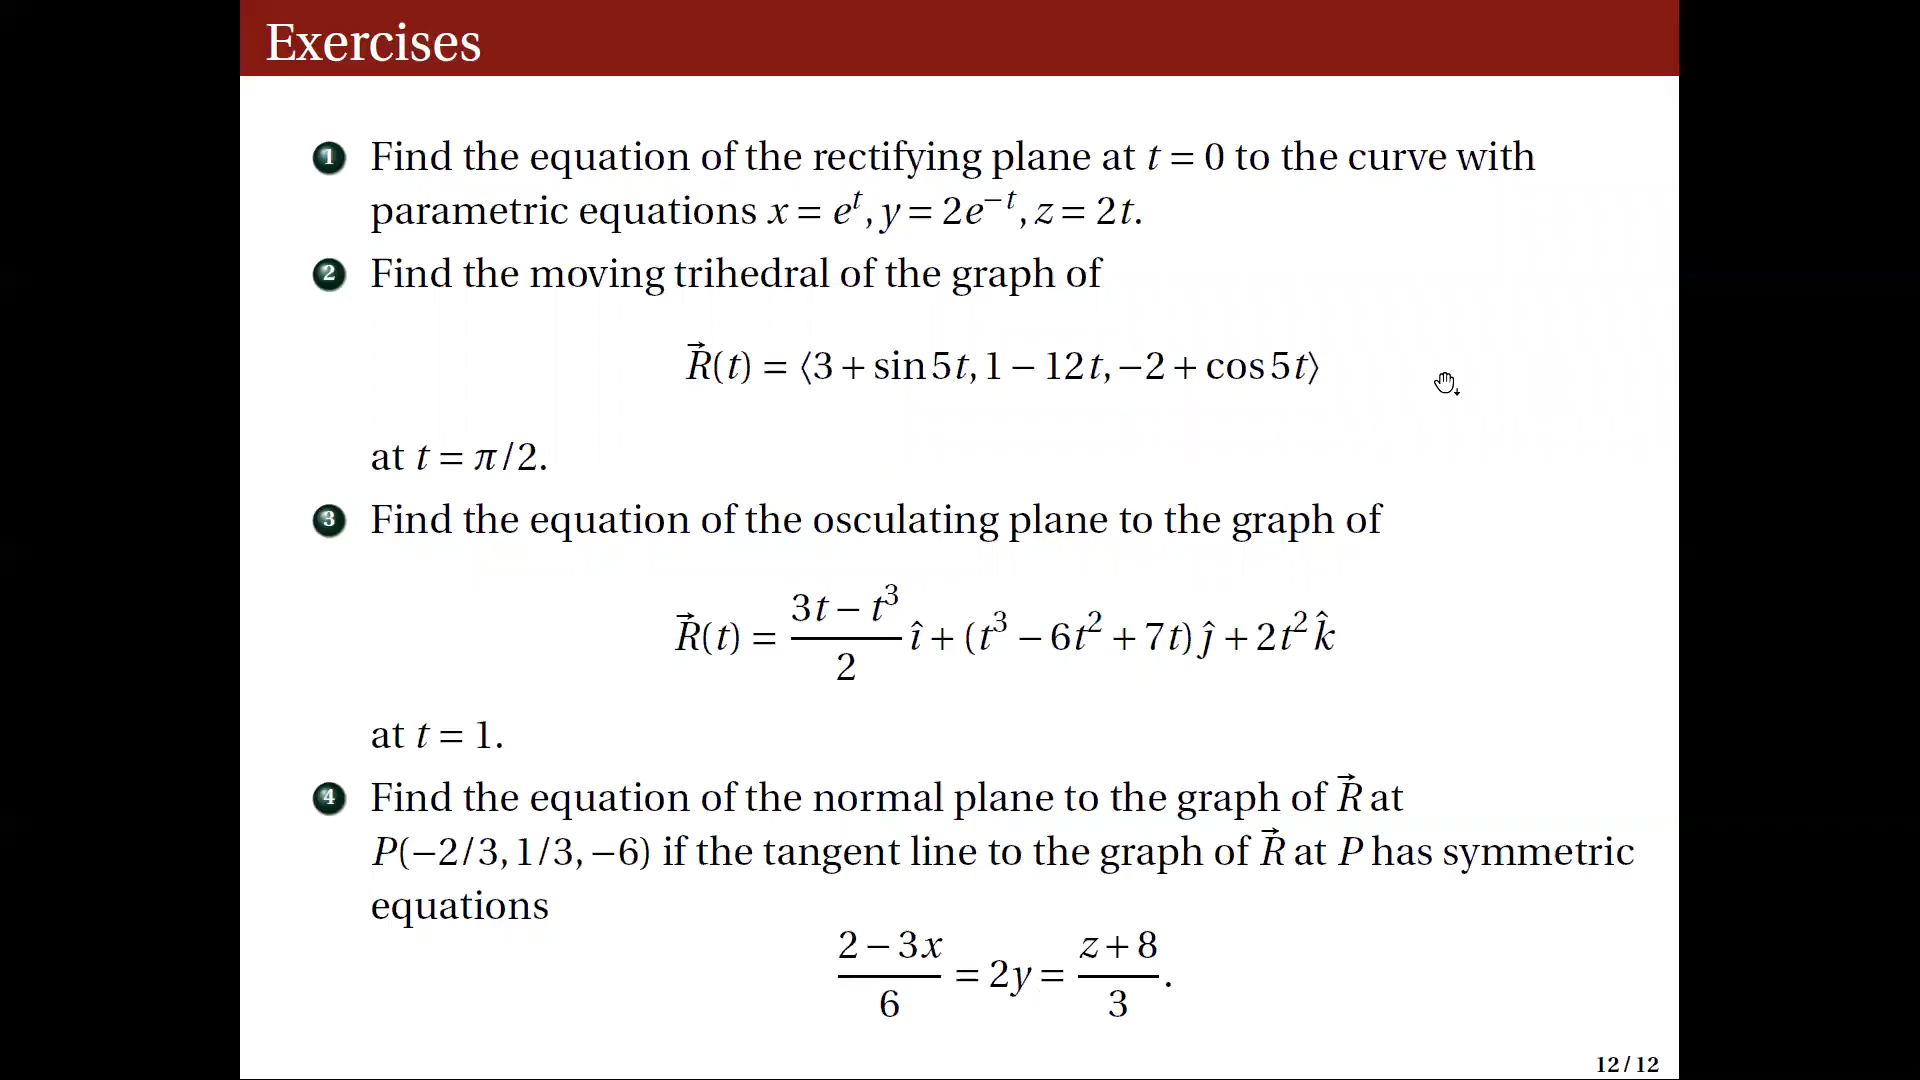 Exercises
1 Find the equation of the rectifying plane at t = 0 to the curve with
parametric equations x = e^t, y = 2e^{−t}, z = 2t.
2 Find the moving trihedral of the graph of
R⃗(t) = ⟨3 + sin 5t, 1 − 12t, −2 + cos 5t⟩
at t = π/2.
3 Find the equation of the osculating plane to the graph of
R⃗(t) = \frac{3t − t^3}{2} î + (t^3 − 6t^2 + 7t) ĵ + 2t^2 k̂
at t = 1.
4 Find the equation of the normal plane to the graph of R⃗ at
P(−2/3, 1/3, −6) if the tangent line to the graph of R⃗ at P has symmetric
equations
\frac{2 − 3x}{6} = 2y = \frac{z + 8}{3}.
12 / 12